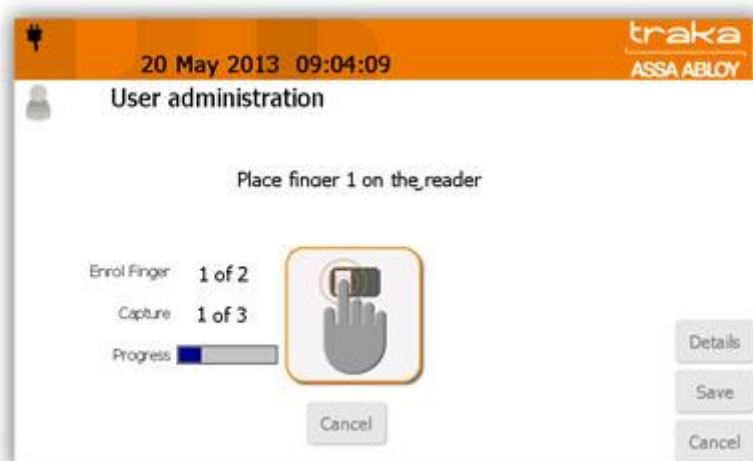 traka
20 May 2013 09:04:09
ASSA ABLOY
User administration
Place finger 1 on the reader
Enrol Finger 1 of 2
Capture 1 of 3
Progress
Details
Save
Cancel
Cancel